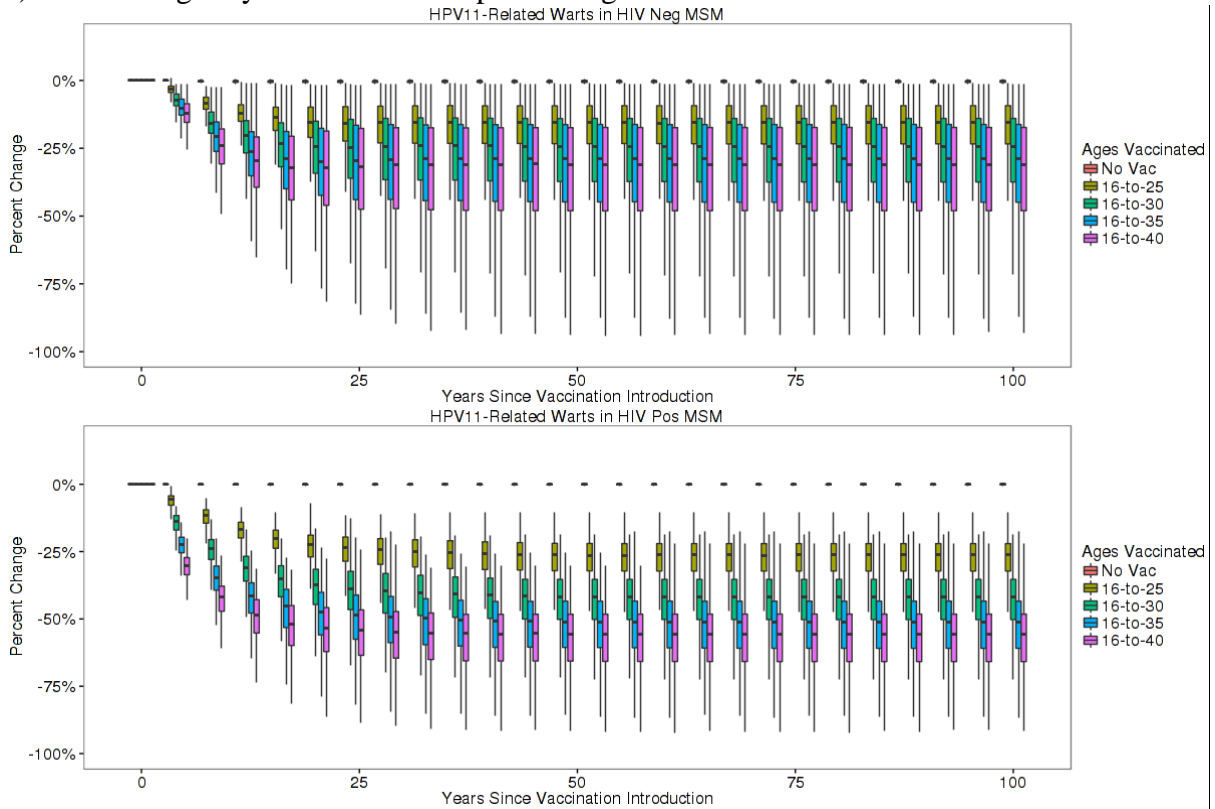 HPV11-Related Warts in HIV Neg MSM
0%
-25%
-50%
-75%
-100%
Percent Change
0 25 50 75 100
Years Since Vaccination Introduction
Ages Vaccinated
No Vac
16-to-25
16-to-30
16-to-35
16-to-40
HPV11-Related Warts in HIV Pos MSM
0%
-25%
-50%
-75%
-100%
Percent Change
0 25 50 75 100
Years Since Vaccination Introduction
Ages Vaccinated
No Vac
16-to-25
16-to-30
16-to-35
16-to-40